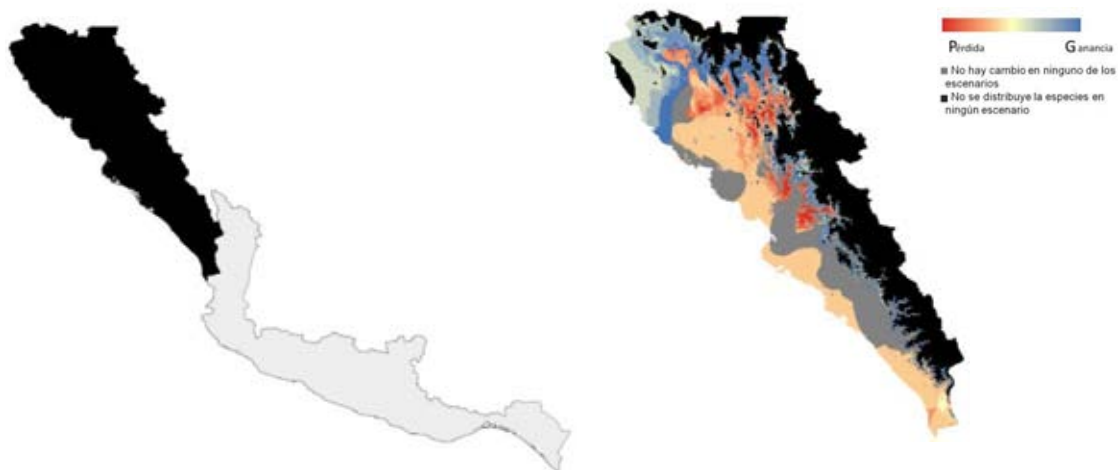 Pérdida Ganancia
No hay cambio en ninguno de los
escenarios
No se distribuye la especies en
ningún escenario